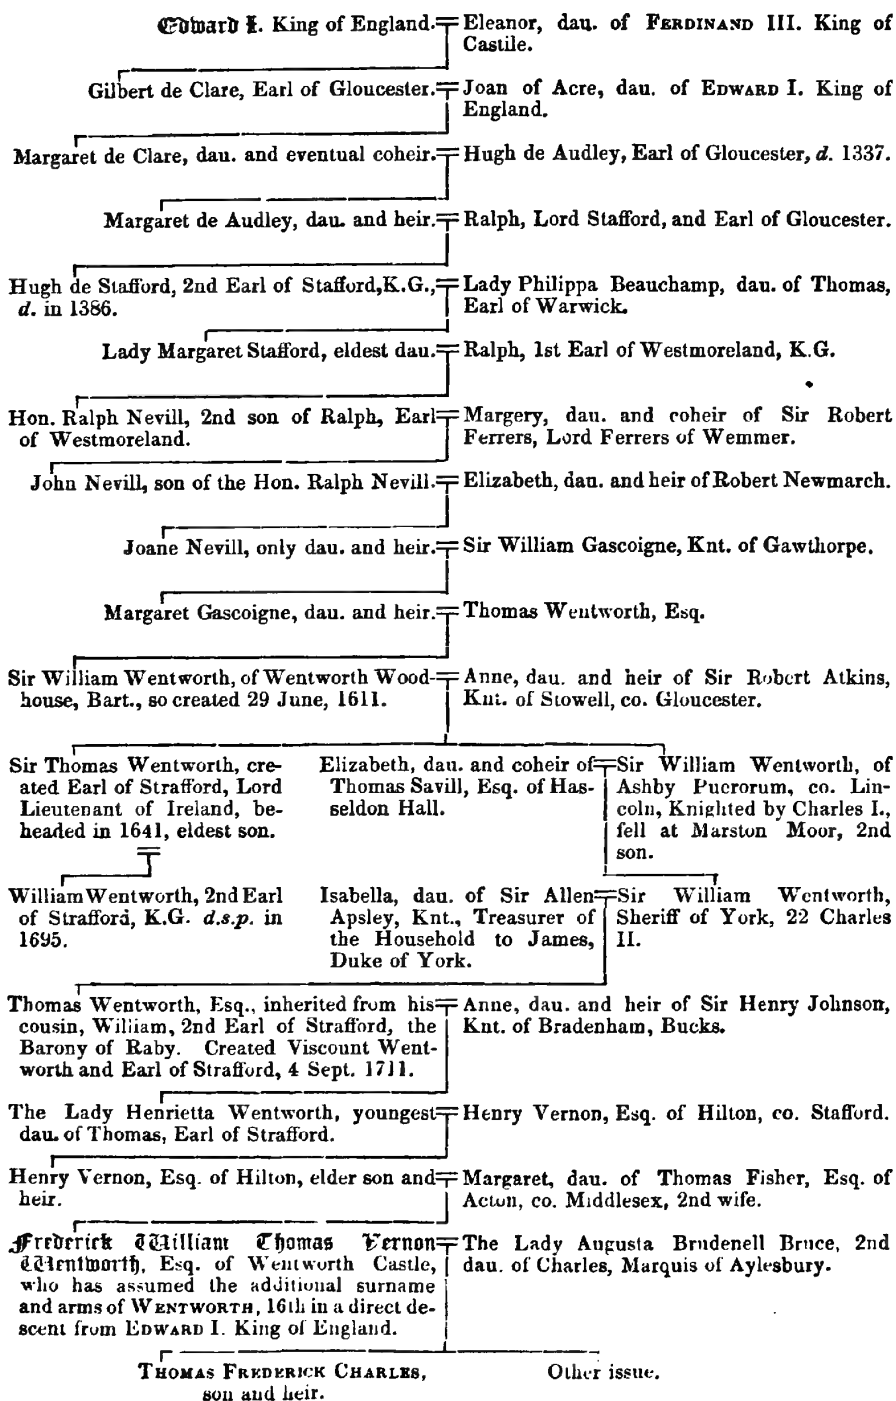 Edward I. King of England. Eleanor, dau. of FERDINAND III. King of
Castile.
Gilbert de Clare, Earl of Gloucester. Joan of Acre, dau. of EDWARD I. King of
England.
Margaret de Clare, dau. and eventual coheir. Hugh de Audley, Earl of Gloucester, d. 1337.
Margaret de Audley, dau. and heir. Ralph, Lord Stafford, and Earl of Gloucester.
Hugh de Stafford, 2nd Earl of Stafford, K.G.,
d. in 1386.
Lady Philippa Beauchamp, dau. of Thomas,
Earl of Warwick.
Lady Margaret Stafford, eldest dau. Ralph, 1st Earl of Westmoreland, K.G.
Hon. Ralph Nevill, 2nd son of Ralph, Earl
of Westmoreland.
Margery, dau. and coheir of Sir Robert
Ferrers, Lord Ferrers of Wemmer.
John Nevill, son of the Hon. Ralph Nevill. Elizabeth, dau. and heir of Robert Newmarch.
Joane Nevill, only dau. and heir. Sir William Gascoigne, Knt. of Gawthorpe.
Margaret Gascoigne, dau. and heir. Thomas Wentworth, Esq.
Sir William Wentworth, of Wentworth Wood-
house, Bart., so created 29 June, 1611.
Anne, dau. and heir of Sir Robert Atkins,
Knt. of Stowell, co. Gloucester.
Sir Thomas Wentworth, cre-
ated Earl of Strafford, Lord
Lieutenant of Ireland, be-
headed in 1641, eldest son.
Elizabeth, dau. and coheir of
Thomas Savill, Esq. of Has-
seldon Hall.
Sir William Wentworth, of
Ashby Puerorum, co. Lin-
coln, Knighted by Charles I.,
fell at Marston Moor, 2nd
son.
William Wentworth, 2nd Earl
of Strafford, K.G. d.s.p. in
1695.
Isabella, dau. of Sir Allen
Apsley, Knt., Treasurer of
the Household to James,
Duke of York.
Sir William Wentworth,
Sheriff of York, 22 Charles
II.
Thomas Wentworth, Esq., inherited from his
cousin, William, 2nd Earl of Strafford, the
Barony of Raby. Created Viscount Went-
worth and Earl of Strafford, 4 Sept. 1711.
Anne, dau. and heir of Sir Henry Johnson,
Knt. of Bradenham, Bucks.
The Lady Henrietta Wentworth, youngest
dau. of Thomas, Earl of Strafford.
Henry Vernon, Esq. of Hilton, co. Stafford.
Henry Vernon, Esq. of Hilton, elder son and
heir.
Margaret, dau. of Thomas Fisher, Esq. of
Acton, co. Middlesex, 2nd wife.
Frederick William Thomas Vernon
Wentworth, Esq. of Wentworth Castle,
who has assumed the additional surname
and arms of WENTWORTH, 16th in a direct de-
scent from EDWARD I. King of England.
The Lady Augusta Brudenell Bruce, 2nd
dau. of Charles, Marquis of Aylesbury.
THOMAS FREDERICK CHARLES,
son and heir.
Other issue.